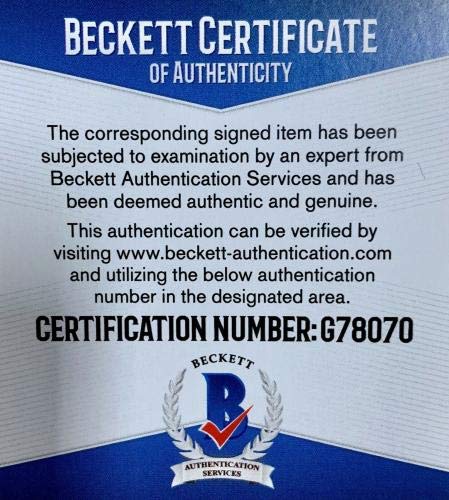 BECKETT CERTIFICATE
OF AUTHENTICITY
The corresponding signed item has been
subjected to examination by an expert from
Beckett Authentication Services and has
been deemed authentic and genuine.
This authentication can be verified by
visiting www.beckett-authentication.com
and utilizing the below authentication
number in the designated area.
CERTIFICATION NUMBER: G78070
BECKETT
B
AUTHENTICATION
SERVICES